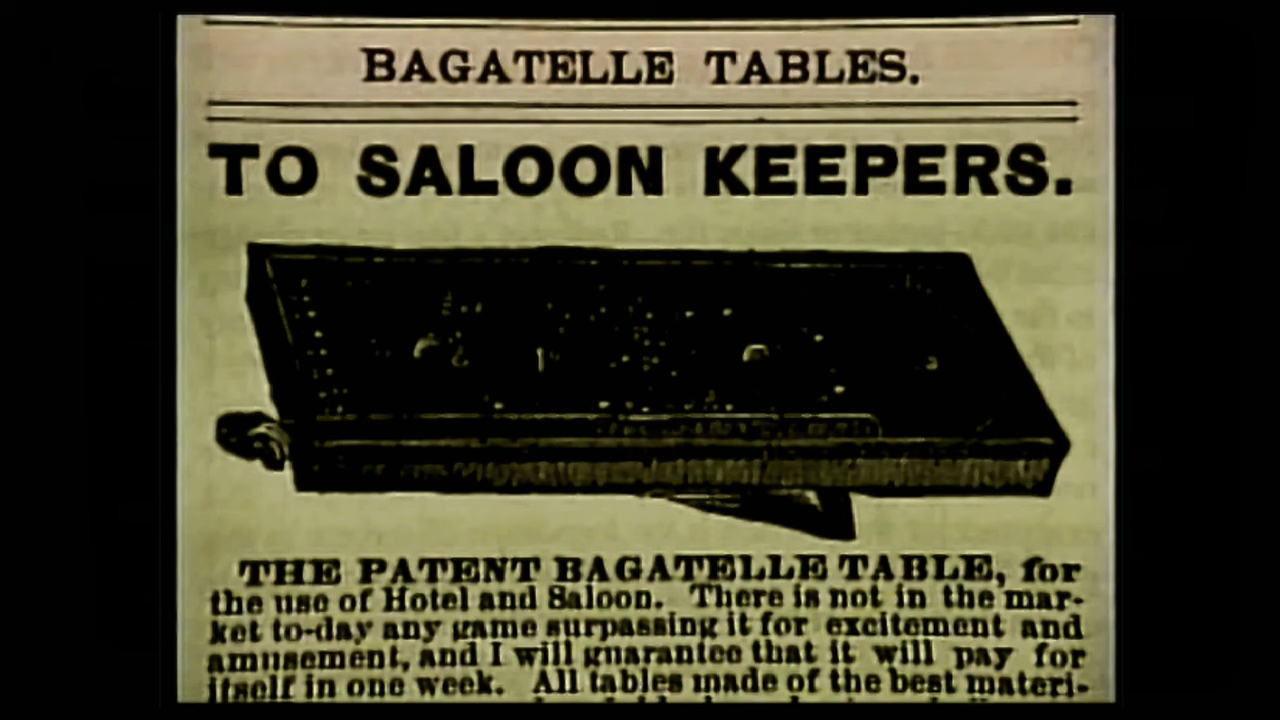 BAGATELLE TABLES.
TO SALOON KEEPERS.
THE PATENT BAGATELLE TABLE, for
the use of Hotel and Saloon. There is not in the mar-
ket to-day any game surpassing it for excitement and
amusement, and I will guarantee that it will pay for
itself in one week. All tables made of the best materi-